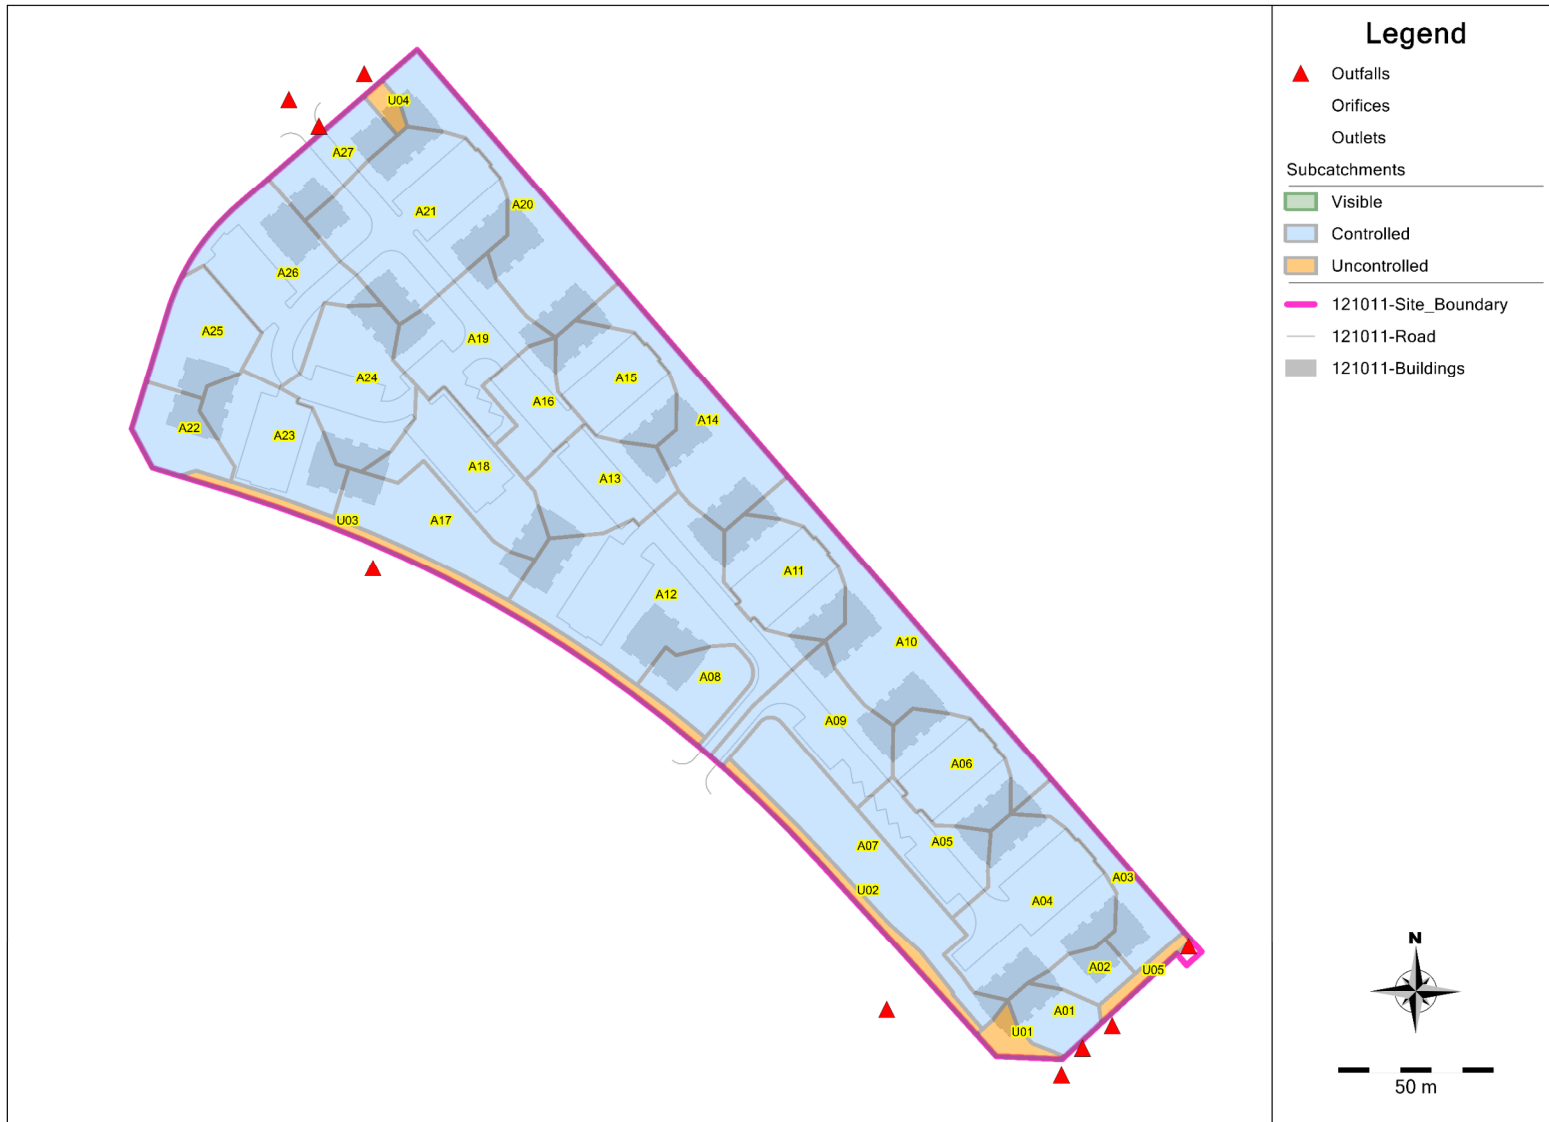 Legend
Outfalls
Orifices
Outlets
Subcatchments
Visible
Controlled
Uncontrolled
121011-Site_Boundary
121011-Road
121011-Buildings
U04
A27
A20
A21
A26
A25
A19
A24
A15
A16
A14
A22
A23
A18
A13
U03
A17
A11
A12
A10
A08
A09
A06
A07
A05
U02
A03
A04
A02
U05
A01
U01
N
50 m